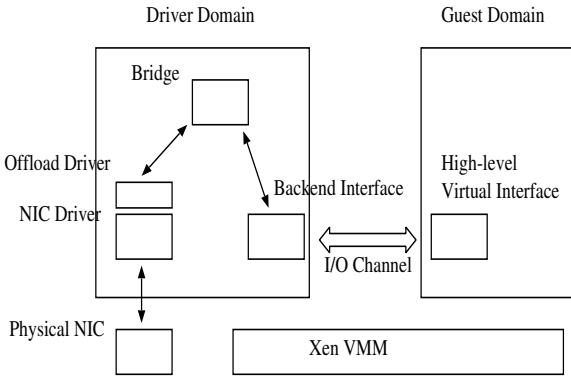 Driver Domain
Guest Domain
Bridge
Offload Driver
NIC Driver
Backend Interface
High-level
Virtual Interface
I/O Channel
Physical NIC
Xen VMM